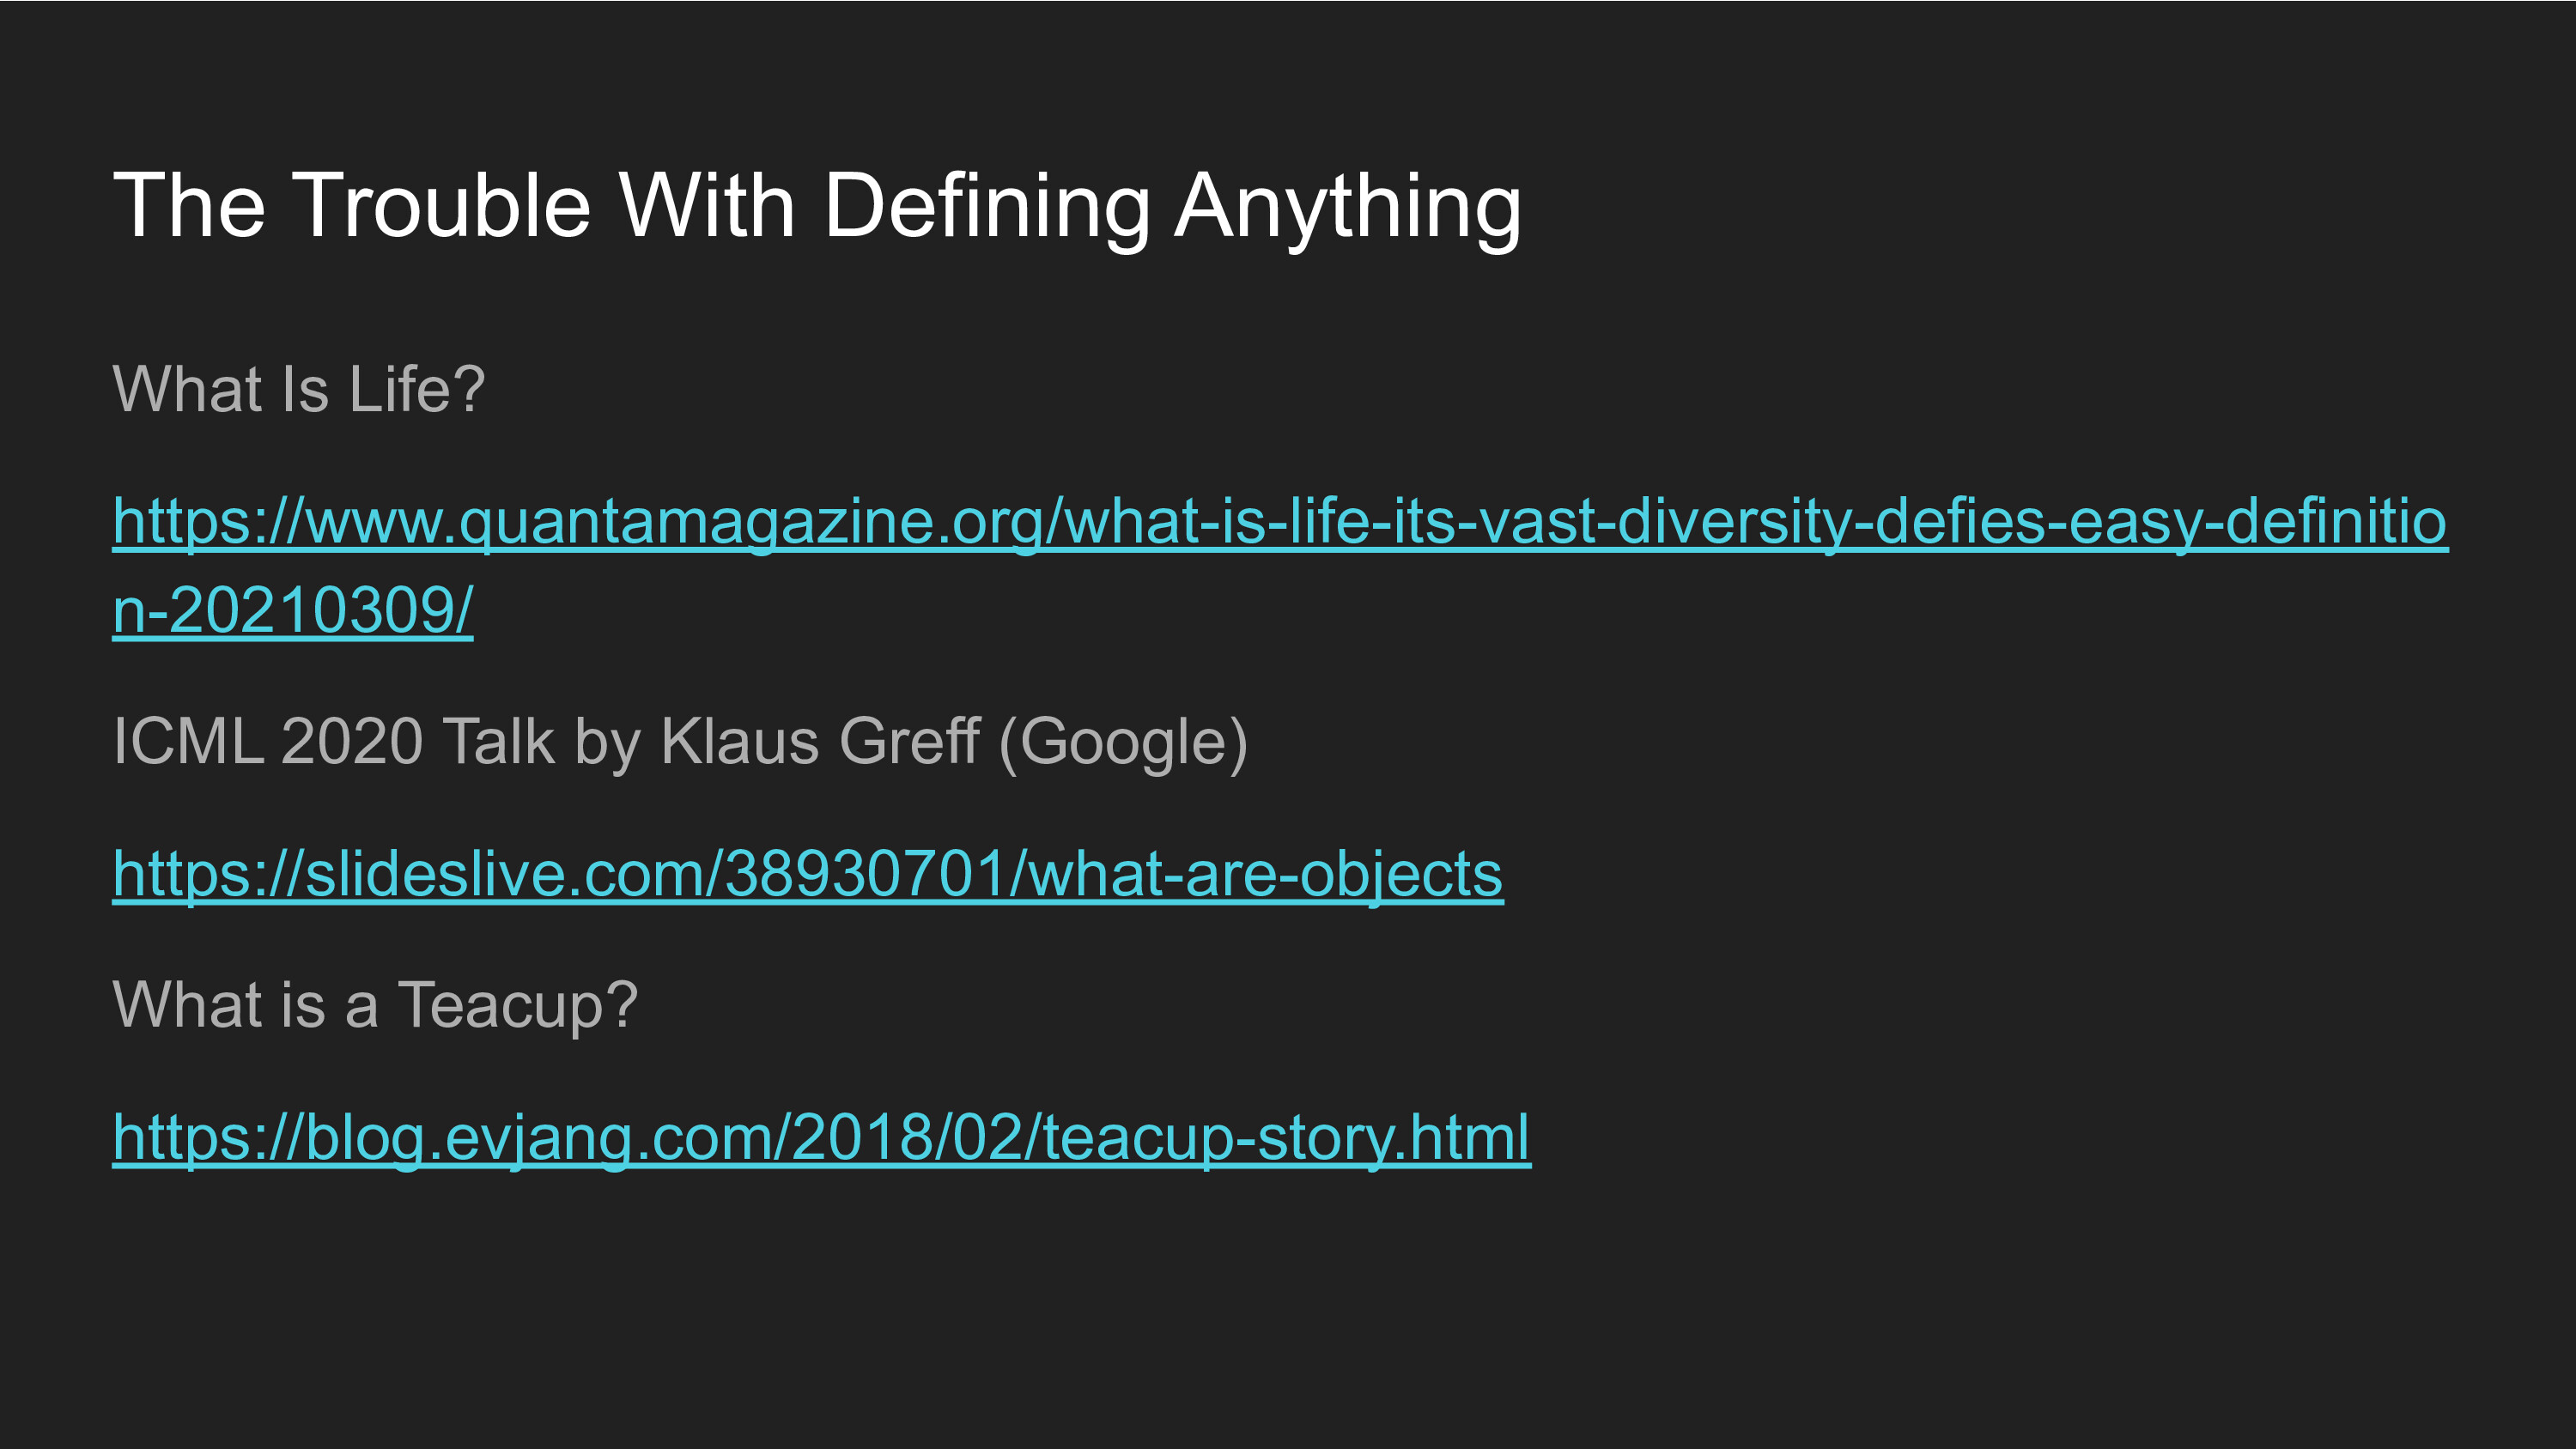 The Trouble With Defining Anything
What Is Life?
https://www.quantamagazine.org/what-is-life-its-vast-diversity-defies-easy-definitio
n-20210309/
ICML 2020 Talk by Klaus Greff (Google)
https://slideslive.com/38930701/what-are-objects
What is a Teacup?
https://blog.evjang.com/2018/02/teacup-story.html